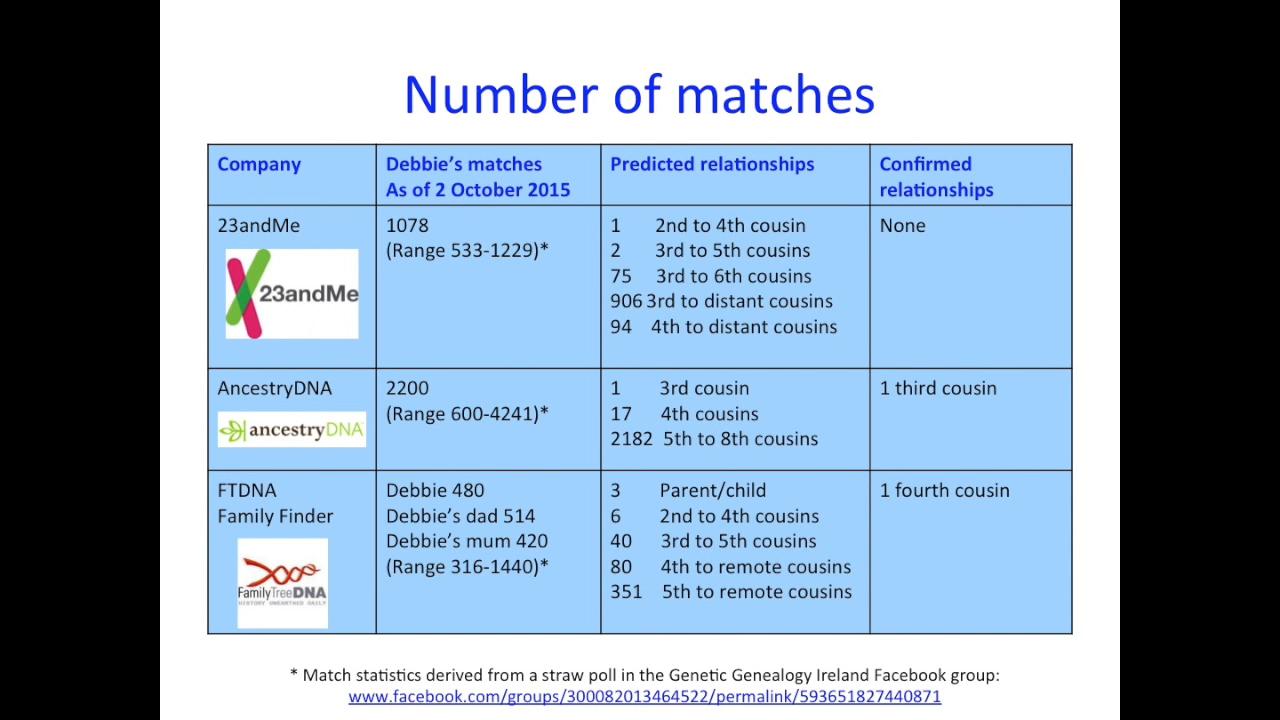 Number of matches
Company
Debbie's matches
As of 2 October 2015
Predicted relationships
Confirmed
relationships
23andMe
23andMe
1078
(Range 533-1229)*
1 2nd to 4th cousin
2 3rd to 5th cousins
75 3rd to 6th cousins
906 3rd to distant cousins
94 4th to distant cousins
None
AncestryDNA
ancestryDNA
2200
(Range 600-4241)*
1 3rd cousin
17 4th cousins
2182 5th to 8th cousins
1 third cousin
FTDNA
Family Finder
FamilyTreeDNA
HISTORY UNEARTHED DAILY
Debbie 480
Debbie's dad 514
Debbie's mum 420
(Range 316-1440)*
3 Parent/child
6 2nd to 4th cousins
40 3rd to 5th cousins
80 4th to remote cousins
351 5th to remote cousins
1 fourth cousin
* Match statistics derived from a straw poll in the Genetic Genealogy Ireland Facebook group:
www.facebook.com/groups/300082013464522/permalink/593651827440871